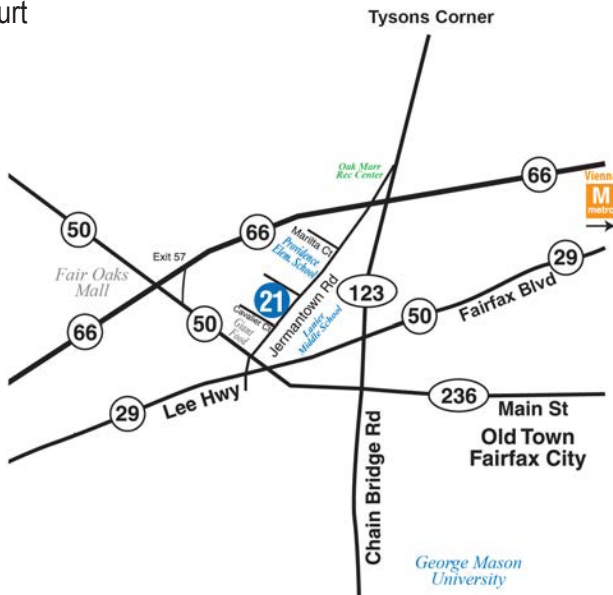 urt
Tysons Corner
Oak Marr
Rec Center
66
Vienna
M
metro
50
66
Marilta Ct
Providence
Elem. School
29
Exit 57
Fair Oaks
Mall
21
123
Fairfax Blvd
Cavalier Ct
Giant
Food
Jermantown Rd
Lanier
Middle School
50
50
66
Lee Hwy
236
29
Main St
Old Town
Fairfax City
Chain Bridge Rd
George Mason
University